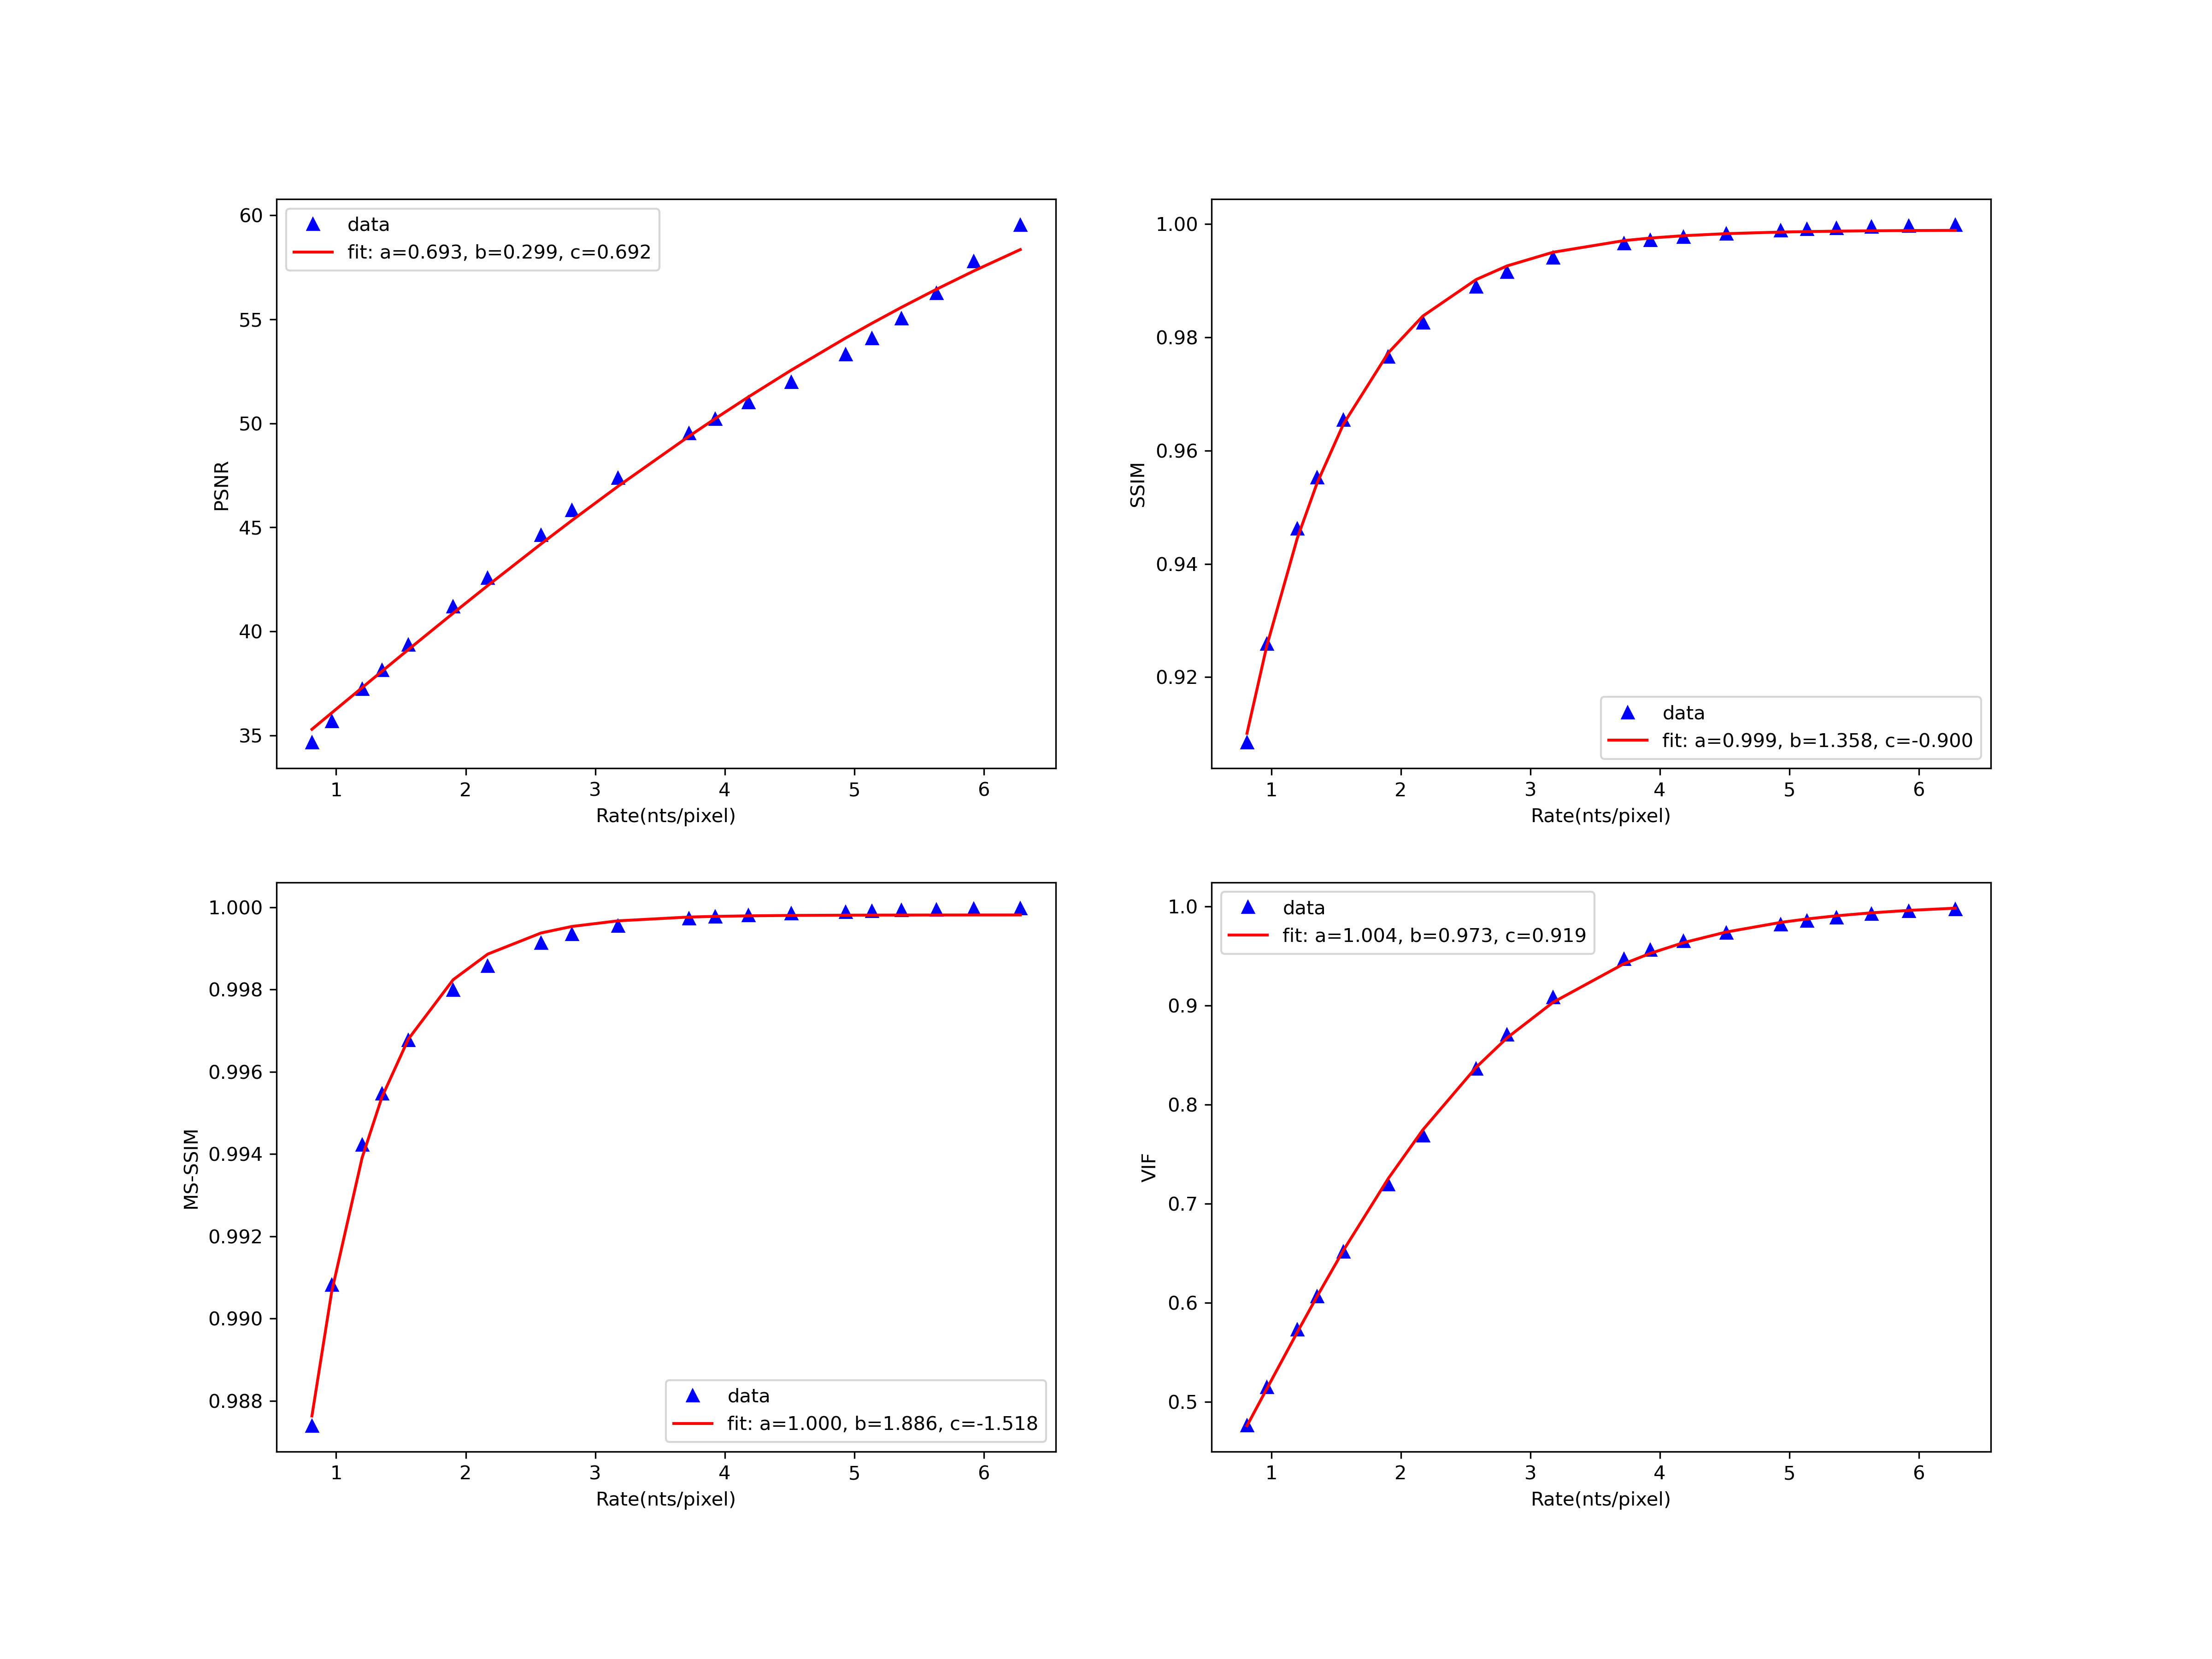 60
55
50
45
40
35
PSNR
data
fit: a=0.693, b=0.299, c=0.692
1 2 3 4 5 6
Rate(nts/pixel)
1.00
0.98
0.96
0.94
0.92
SSIM
data
fit: a=0.999, b=1.358, c=-0.900
1 2 3 4 5 6
Rate(nts/pixel)
1.000
0.998
0.996
0.994
0.992
0.990
0.988
MS-SSIM
data
fit: a=1.000, b=1.886, c=-1.518
1 2 3 4 5 6
Rate(nts/pixel)
1.0
0.9
0.8
0.7
0.6
0.5
VIF
data
fit: a=1.004, b=0.973, c=0.919
1 2 3 4 5 6
Rate(nts/pixel)